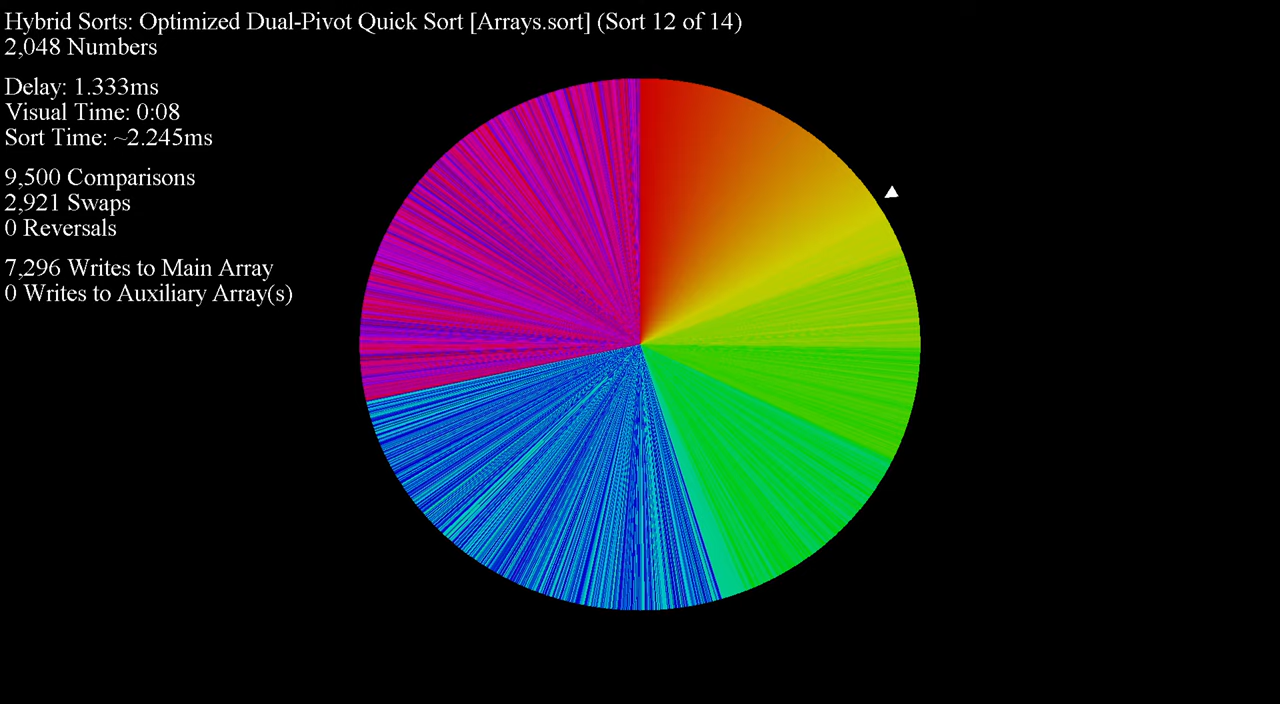 Hybrid Sorts: Optimized Dual-Pivot Quick Sort [Arrays.sort] (Sort 12 of 14)
2,048 Numbers
Delay: 1.333ms
Visual Time: 0:08
Sort Time: ~2.245ms
9,500 Comparisons
2,921 Swaps
0 Reversals
7,296 Writes to Main Array
0 Writes to Auxiliary Array(s)